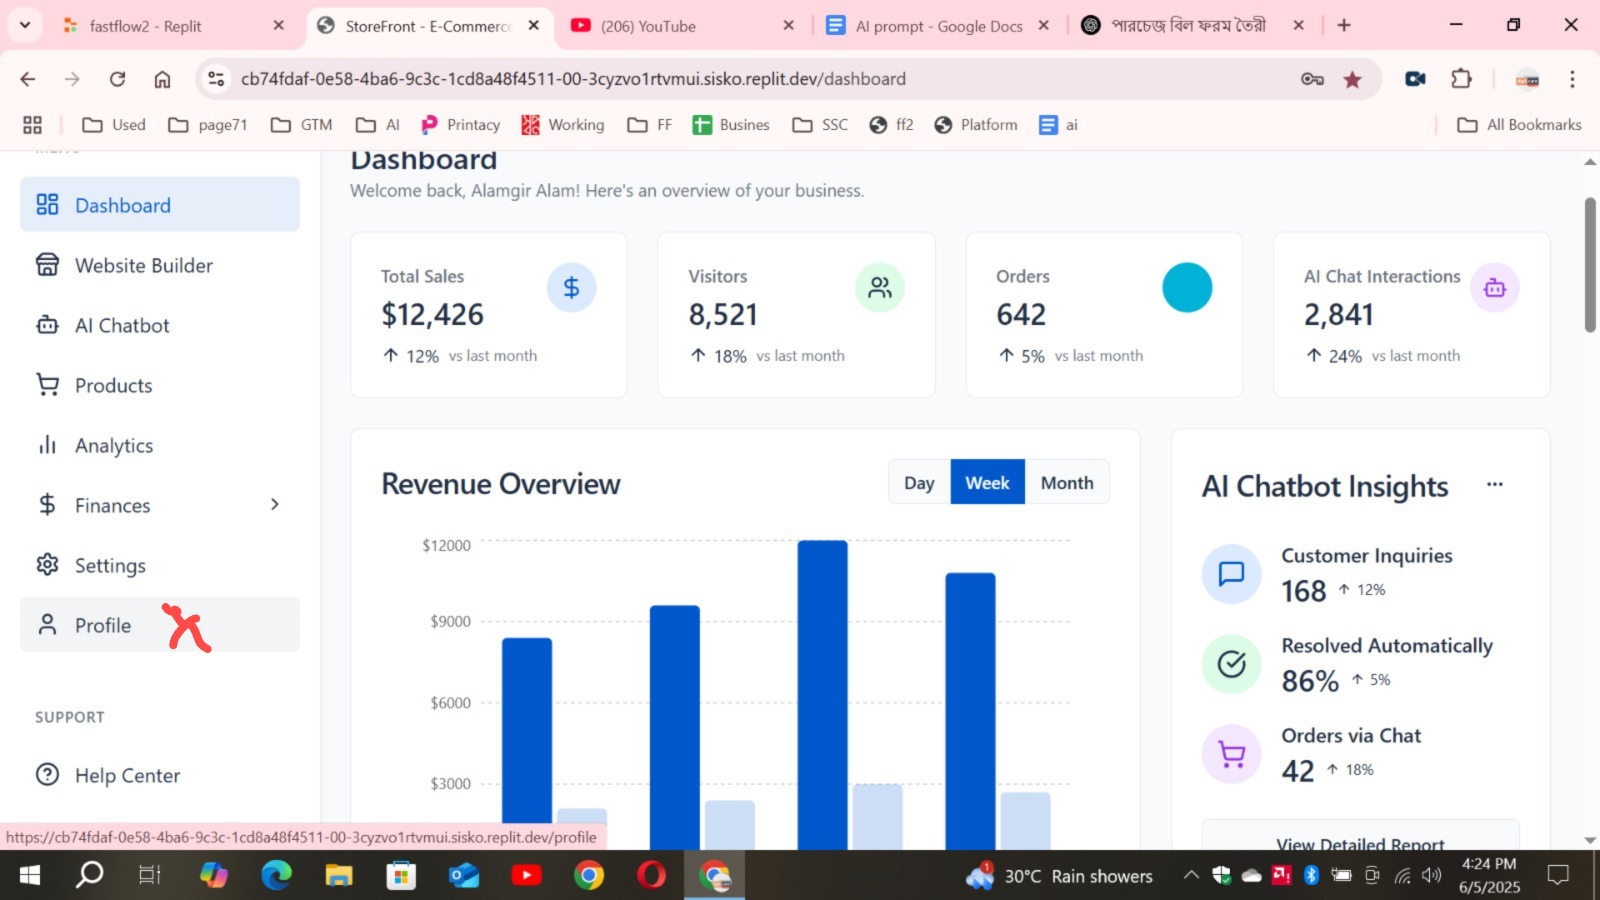 fastflow2 - Replit
StoreFront - E-Commerce
(206) YouTube
AI prompt - Google Docs
পারচেজ বিল ফরম তৈরী
cb74fdaf-0e58-4ba6-9c3c-1cd8a48f4511-00-3cyzvo1rtvmui.sisko.replit.dev/dashboard
Used
page71
GTM
AI
Printacy
Working
FF
Busines
SSC
ff2
Platform
ai
All Bookmarks
Dashboard
Website Builder
AI Chatbot
Products
Analytics
Finances
Settings
Profile
SUPPORT
Help Center
https://cb74fdaf-0e58-4ba6-9c3c-1cd8a48f4511-00-3cyzvo1rtvmui.sisko.replit.dev/profile
Dashboard
Welcome back, Alamgir Alam! Here's an overview of your business.
Total Sales
$12,426
12% vs last month
Visitors
8,521
18% vs last month
Orders
642
5% vs last month
AI Chat Interactions
2,841
24% vs last month
Revenue Overview
Day
Week
Month
$12000
$9000
$6000
$3000
AI Chatbot Insights
Customer Inquiries
168 12%
Resolved Automatically
86% 5%
Orders via Chat
42 18%
View Detailed Report
1
30°C Rain showers
4:24 PM
6/5/2025